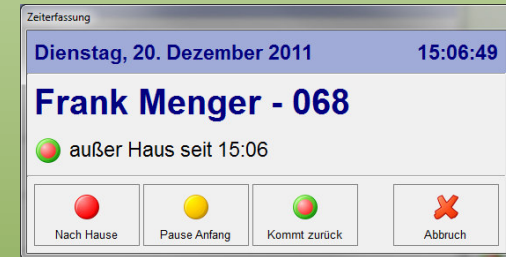 Zeiterfassung
Dienstag, 20. Dezember 2011 15:06:49
Frank Menger - 068
außer Haus seit 15:06
Nach Hause Pause Anfang Kommt zurück Abbruch